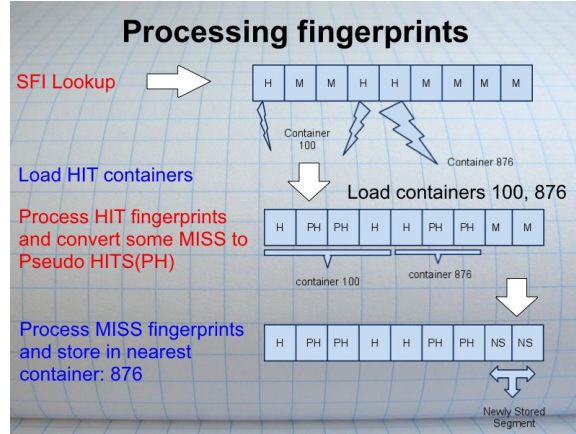 Processing fingerprints
SFI Lookup
H M M H H M M M M
Container
100
Container 876
Load HIT containers
Load containers 100, 876
Process HIT fingerprints
and convert some MISS to
Pseudo HITS(PH)
H PH PH H H PH PH M M
container 100
container 876
Process MISS fingerprints
and store in nearest
container: 876
H PH PH H H PH PH NS NS
Newly Stored
Segment